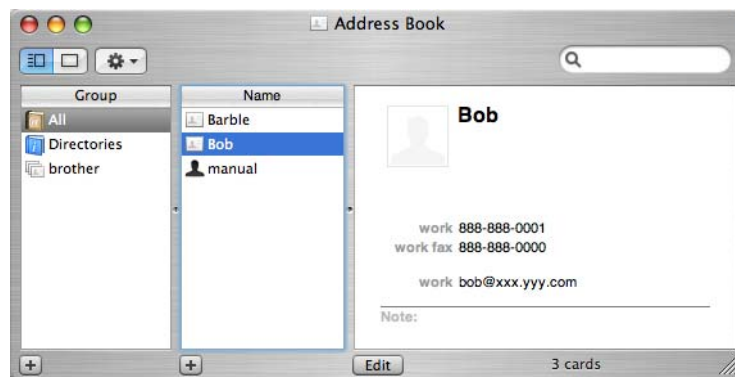 Address Book
Group
All
Directories
brother
Name
Barble
Bob
manual
Bob
work 888-888-0001
work fax 888-888-0000
work bob@xxx.yyy.com
Note:
Edit
3 cards